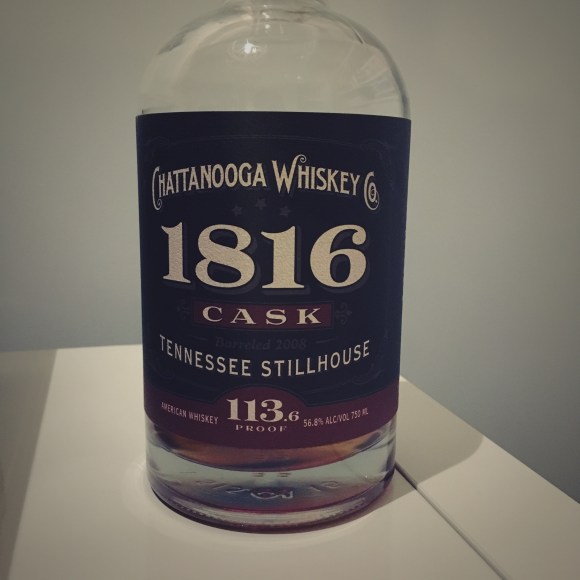 CHATTANOOGA WHISKEY Co.
1816
CASK
Barreled 2008
TENNESSEE STILLHOUSE
AMERICAN WHISKEY 113.6 PROOF 56.8% ALC/VOL 750 ML